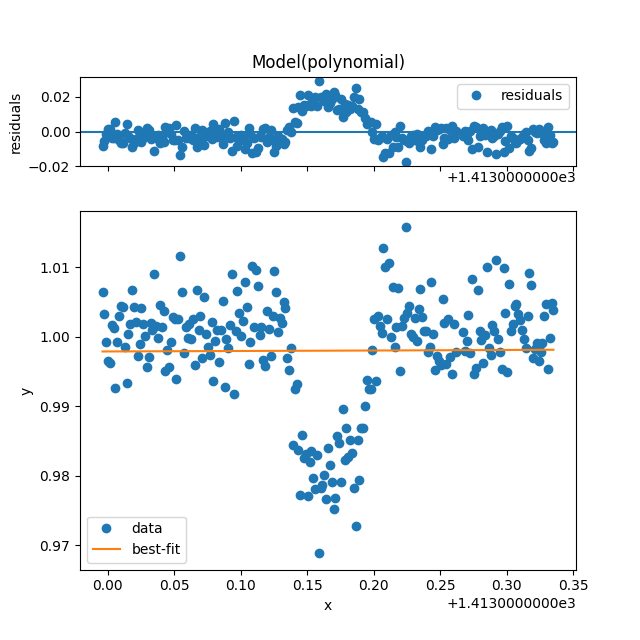 Model(polynomial)
residuals
0.02
0.00
−0.02
residuals
+1.4130000000e3
y
1.01
1.00
0.99
0.98
0.97
data
best-fit
0.00 0.05 0.10 0.15 0.20 0.25 0.30 0.35
x
+1.4130000000e3